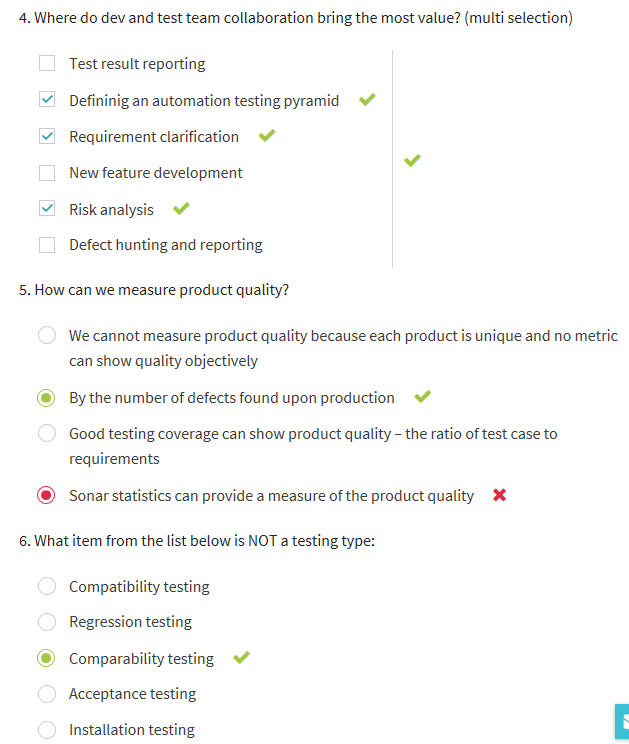 4. Where do dev and test team collaboration bring the most value? (multi selection)
Test result reporting
Defininig an automation testing pyramid
Requirement clarification
New feature development
Risk analysis
Defect hunting and reporting
5. How can we measure product quality?
We cannot measure product quality because each product is unique and no metric
can show quality objectively
By the number of defects found upon production
Good testing coverage can show product quality – the ratio of test case to
requirements
Sonar statistics can provide a measure of the product quality
6. What item from the list below is NOT a testing type:
Compatibility testing
Regression testing
Comparability testing
Acceptance testing
Installation testing